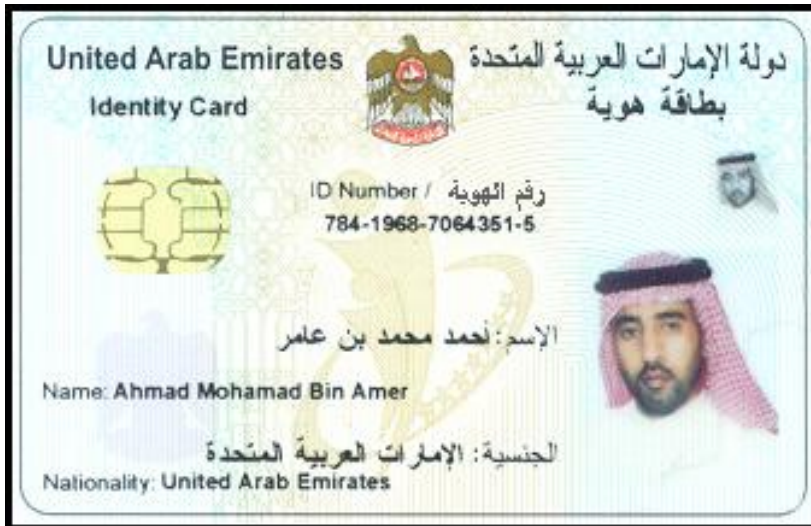 United Arab Emirates دولة الإمارات العربية المتحدة
Identity Card بطاقة هوية
ID Number / رقم الهوية
784-1968-7064351-5
الإسم: أحمد محمد بن عامر
Name: Ahmad Mohamad Bin Amer
الجنسية: الإمارات العربية المتحدة
Nationality: United Arab Emirates